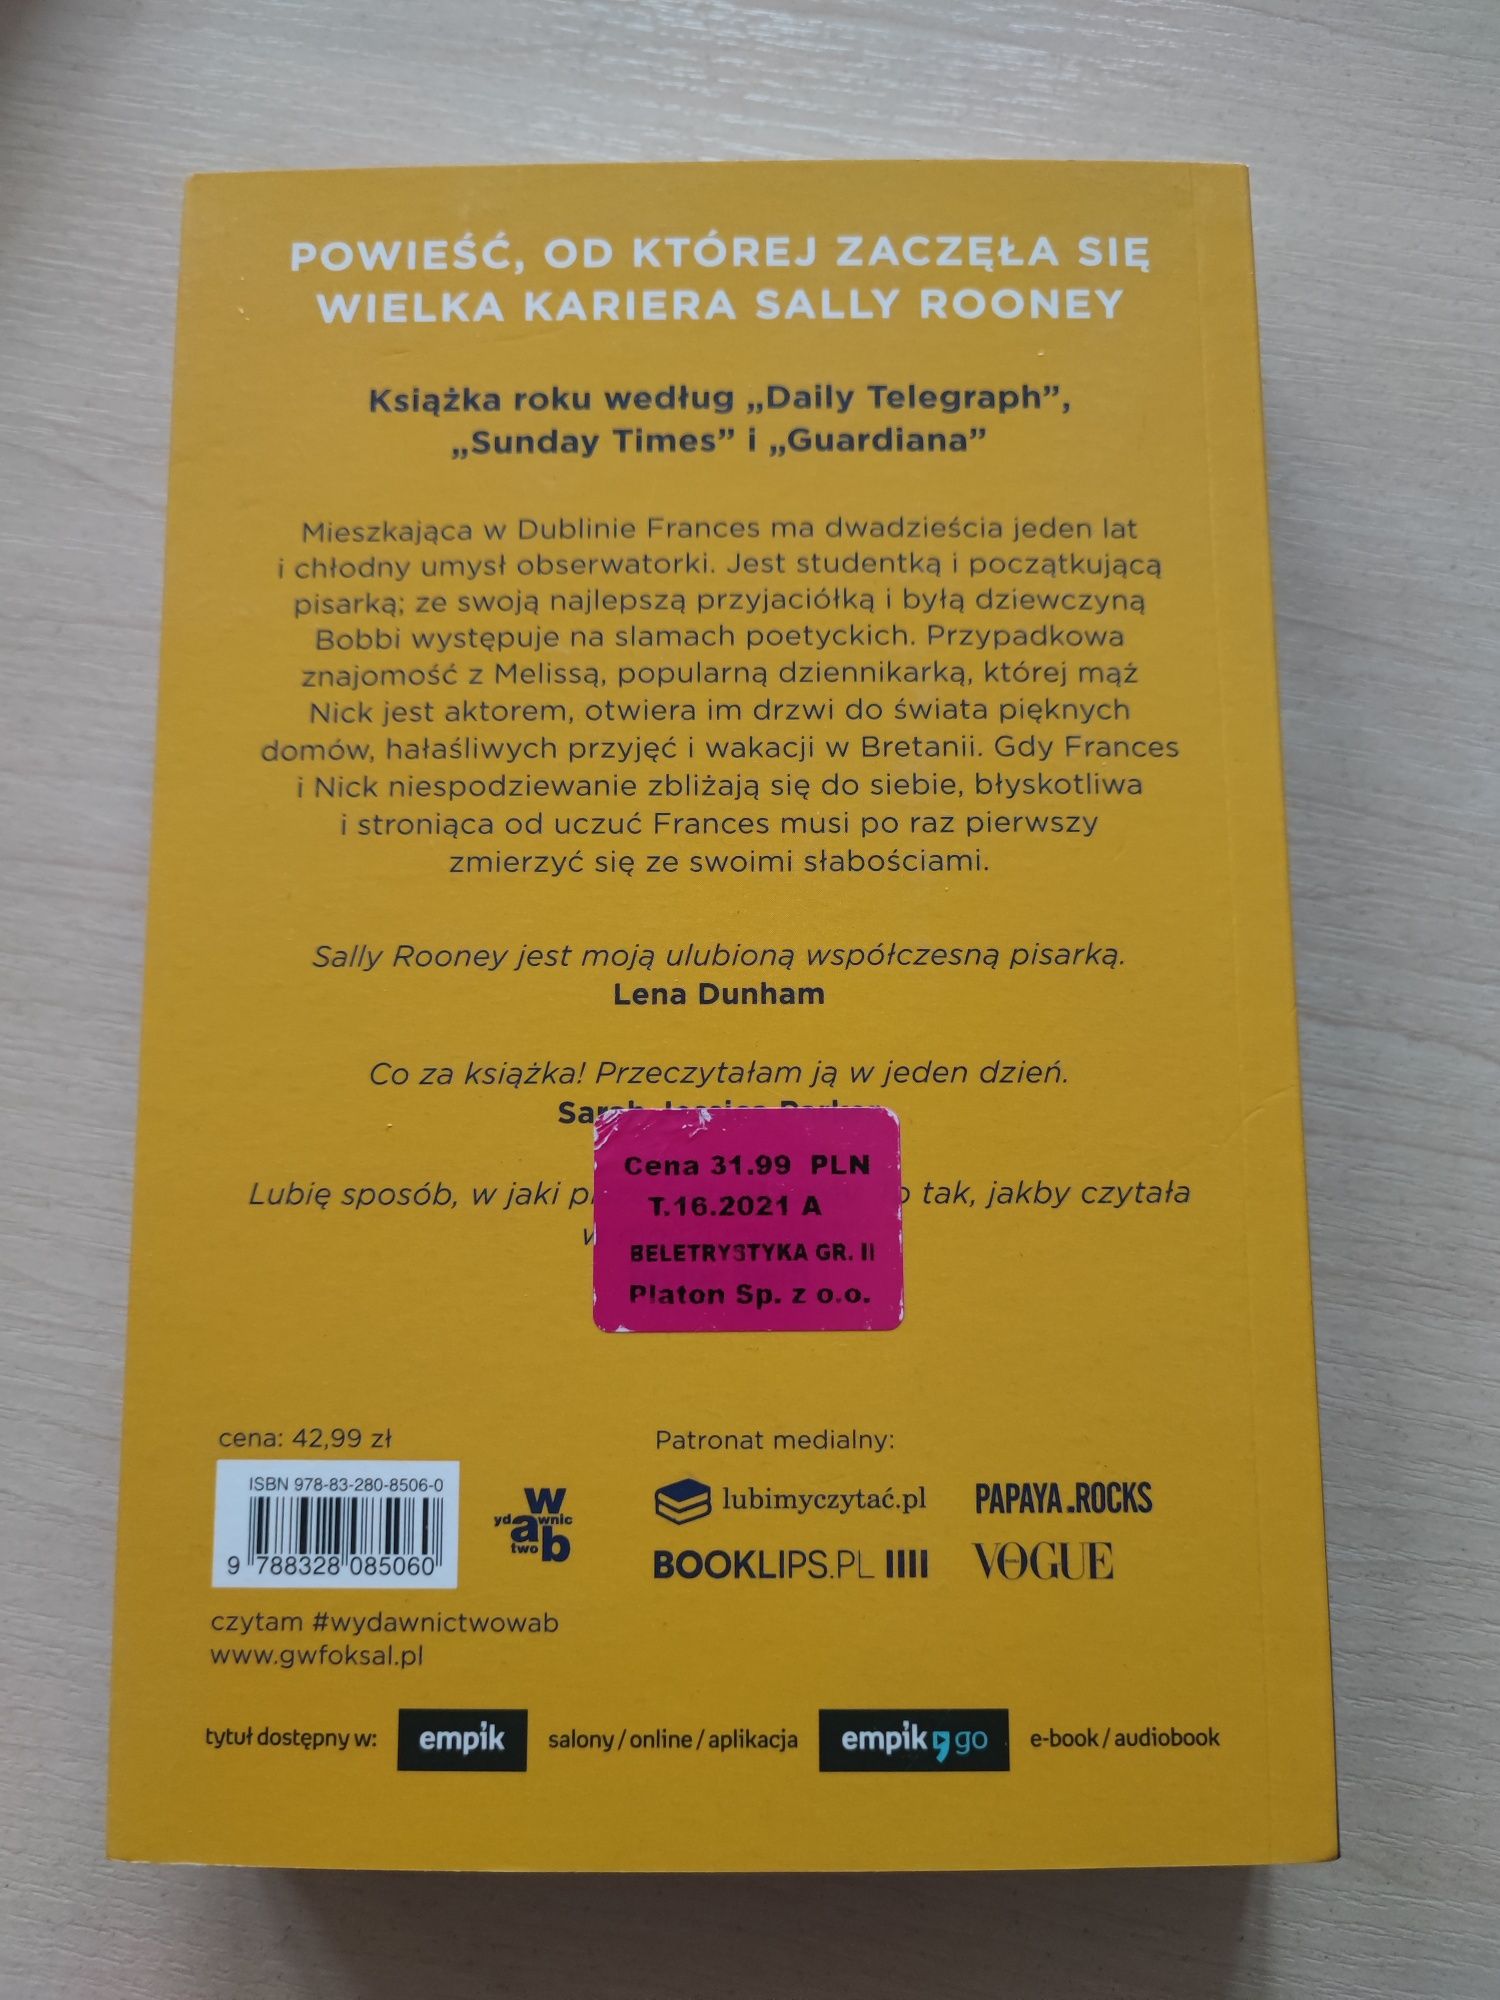 POWIEŚĆ, OD KTÓREJ ZACZĘŁA SIĘ
WIELKA KARIERA SALLY ROONEY
Książka roku według „Daily Telegraph”,
„Sunday Times” i „Guardiana”
Mieszkająca w Dublinie Frances ma dwadzieścia jeden lat
i chłodny umysł obserwatorki. Jest studentką i początkującą
pisarką; ze swoją najlepszą przyjaciółką i byłą dziewczyną
Bobbi występuje na slamach poetyckich. Przypadkowa
znajomość z Melissą, popularną dziennikarką, której mąż
Nick jest aktorem, otwiera im drzwi do świata pięknych
domów, hałaśliwych przyjęć i wakacji w Bretanii. Gdy Frances
i Nick niespodziewanie zbliżają się do siebie, błyskotliwa
i stroniąca od uczuć Frances musi po raz pierwszy
zmierzyć się ze swoimi słabościami.
Sally Rooney jest moją ulubioną współczesną pisarką.
Lena Dunham
Co za książka! Przeczytałam ją w jeden dzień.
Sarah Jessica Parker
Lubię sposób, w jaki tak, jakby czytała
Cena 31.99 PLN
T.16.2021 A
BELETRYSTYKA GR. II
Platon Sp. z o.o.
cena: 42,99 zł
ISBN 978-83-280-8506-0
9 788328 085060
wydawnictwo
wab
czytam #wydawnictwowab
www.gwfoksal.pl
Patronat medialny:
lubimyczytać.pl
PAPAYA.ROCKS
BOOKLIPS.PL
VOGUE
tytuł dostępny w: empik salony/online/aplikacja empik go e-book/audiobook